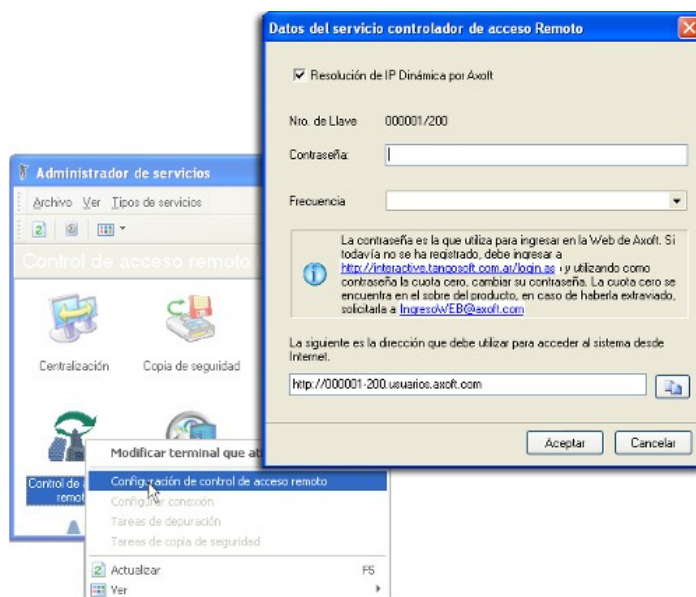 Datos del servicio controlador de acceso Remoto
Resolución de IP Dinámica por Axoft
Nro. de Llave 000001/200
Contraseña:
Frecuencia
La contraseña es la que utiliza para ingresar en la Web de Axoft. Si
todavía no se ha registrado, debe ingresar a
http://interactive.tangosoft.com.ar/login.as y utilizando como
contraseña la cuota cero, cambiar su contraseña. La cuota cero se
encuentra en el sobre del producto, en caso de haberla extraviado,
solicitarla a IngresoWEB@axoft.com
La siguiente es la dirección que debe utilizar para acceder al sistema desde
Internet.
http://000001-200.usuarios.axoft.com
Aceptar Cancelar
Administrador de servicios
Archivo Ver Tipos de servicios
Control de acceso remoto
Centralización Copia de seguridad
Control de
remot
Modificar terminal que
Configuración de control de acceso remoto
Configurar conexión
Tareas de depuración
Tareas de copia de seguridad
Actualizar F5
Ver